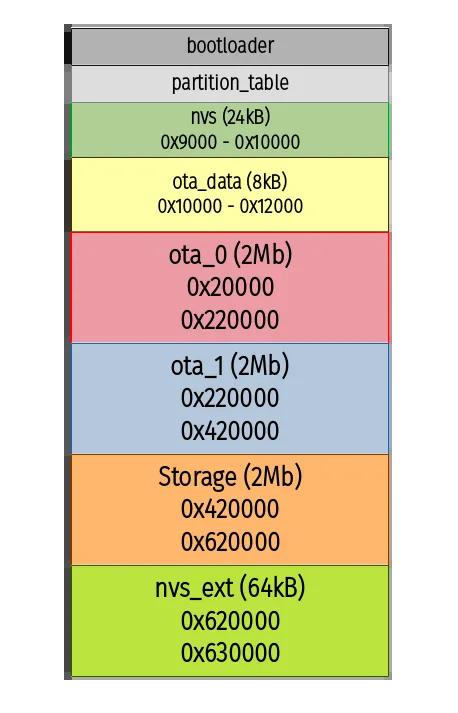 bootloader
partition_table
nvs (24kB)
0x9000 - 0x10000
ota_data (8kB)
0x10000 - 0x12000
ota_0 (2Mb)
0x20000
0x220000
ota_1 (2Mb)
0x220000
0x420000
Storage (2Mb)
0x420000
0x620000
nvs_ext (64kB)
0x620000
0x630000